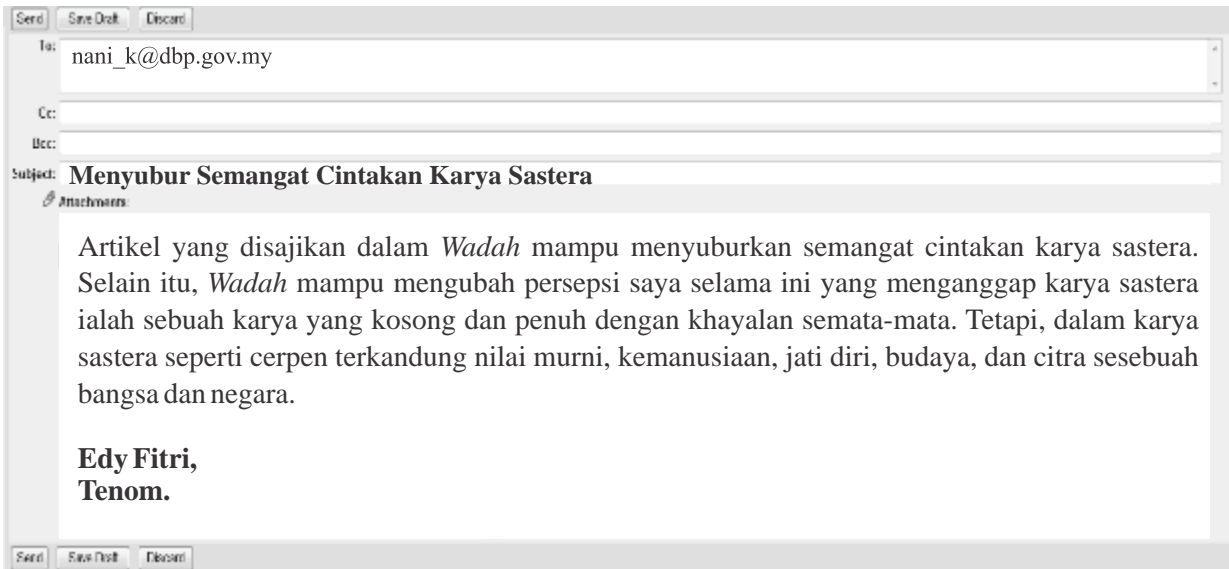 Send Save Draft Discard
To: nani_k@dbp.gov.my
Cc:
Bcc:
Subject: Menyubur Semangat Cintakan Karya Sastera
Attachments:
Artikel yang disajikan dalam Wadah mampu menyuburkan semangat cintakan karya sastera.
Selain itu, Wadah mampu mengubah persepsi saya selama ini yang menganggap karya sastera
ialah sebuah karya yang kosong dan penuh dengan khayalan semata-mata. Tetapi, dalam karya
sastera seperti cerpen terkandung nilai murni, kemanusiaan, jati diri, budaya, dan citra sesebuah
bangsa dan negara.
Edy Fitri,
Tenom.
Send Save Draft Discard